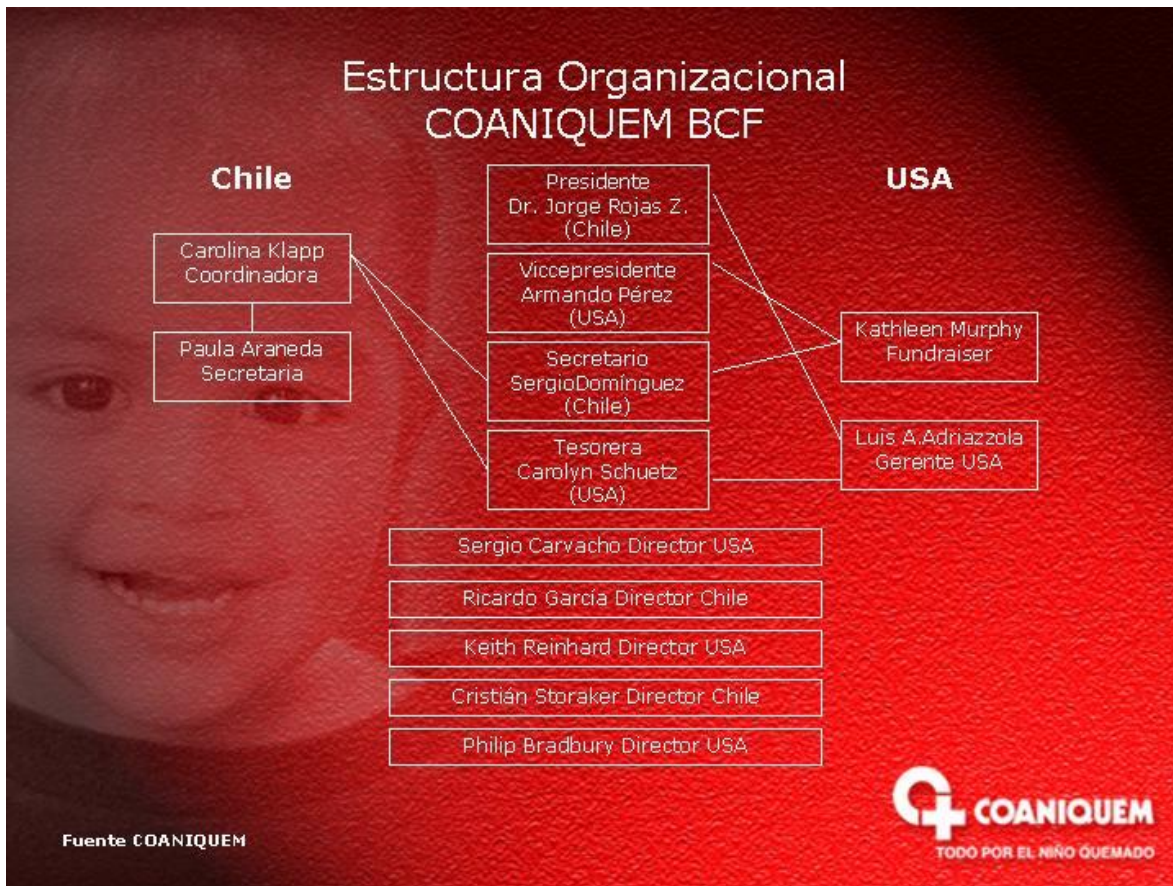 Estructura Organizacional
COANIQUEM BCF
Chile
USA
Presidente
Dr. Jorge Rojas Z.
(Chile)
Carolina Klapp
Coordinadora
Viccepresidente
Armando Pérez
(USA)
Paula Araneda
Secretaria
Kathleen Murphy
Fundraiser
Secretario
SergioDomínguez
(Chile)
Tesorera
Carolyn Schuetz
(USA)
Luis A.Adriazzola
Gerente USA
Sergio Carvacho Director USA
Ricardo García Director Chile
Keith Reinhard Director USA
Cristián Storaker Director Chile
Philip Bradbury Director USA
COANIQUEM
TODO POR EL NIÑO QUEMADO
Fuente COANIQUEM